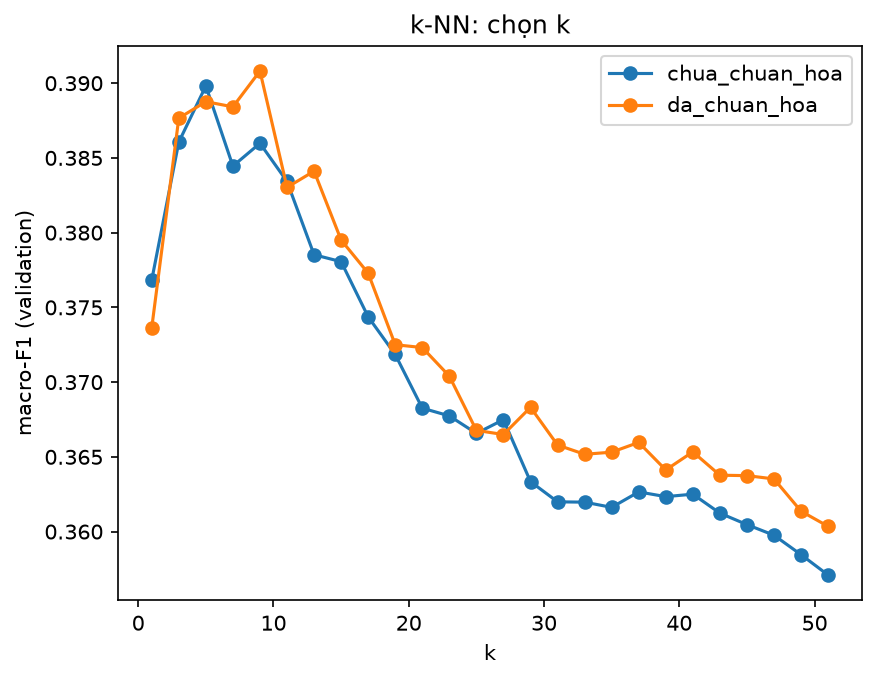 k-NN: chọn k
chua_chuan_hoa
da_chuan_hoa
macro-F1 (validation)
0.390
0.385
0.380
0.375
0.370
0.365
0.360
0 10 20 30 40 50
k